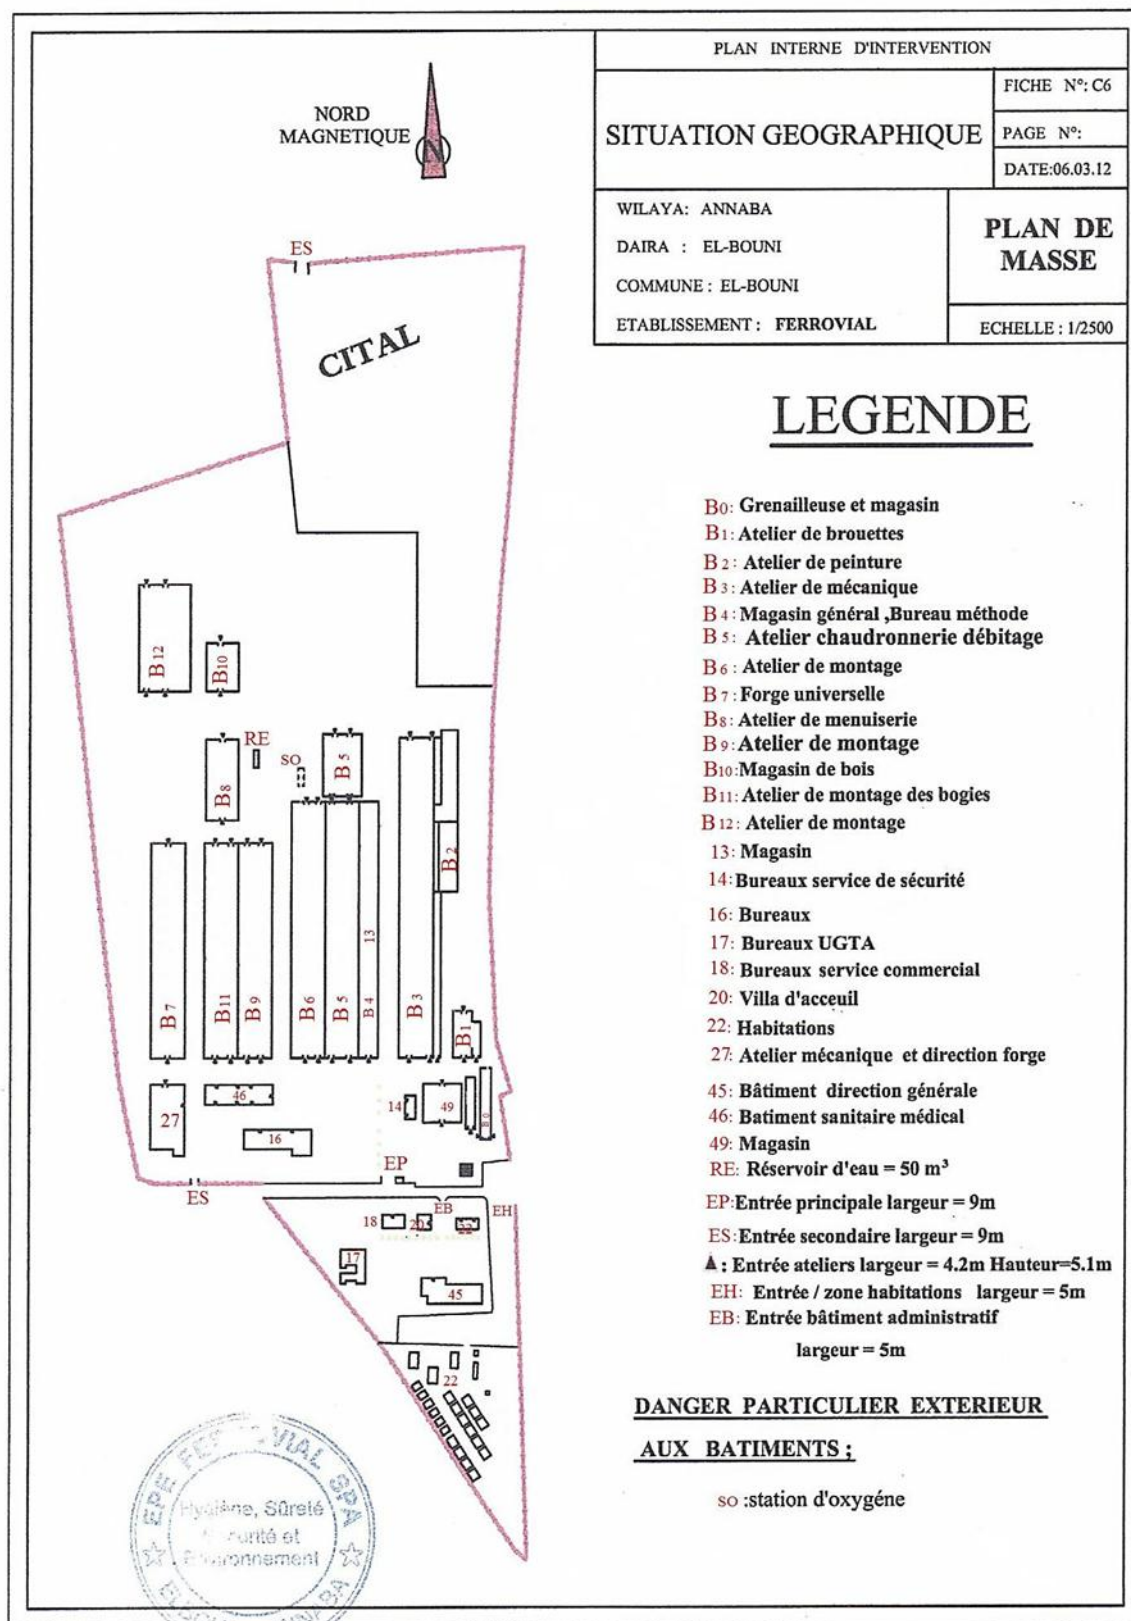 PLAN INTERNE D'INTERVENTION
SITUATION GEOGRAPHIQUE
FICHE N°: C6
PAGE N°:
DATE:06.03.12
WILAYA: ANNABA
DAIRA : EL-BOUNI
COMMUNE : EL-BOUNI
ETABLISSEMENT : FERROVIAL
PLAN DE
MASSE
ECHELLE : 1/2500
NORD
MAGNETIQUE
N
ES
CITAL
B12
B10
RE
SO
B5
B8
B2
13
B7
B11
B9
B6
B5
B4
B3
B1
27
46
16
14
49
B0
EP
ES
EB
EH
18
20
22
17
45
22
LEGENDE
B0: Grenailleuse et magasin
B1: Atelier de brouettes
B2: Atelier de peinture
B3: Atelier de mécanique
B4: Magasin général ,Bureau méthode
B5: Atelier chaudronnerie débitage
B6: Atelier de montage
B7: Forge universelle
B8: Atelier de menuiserie
B9: Atelier de montage
B10: Magasin de bois
B11: Atelier de montage des bogies
B12: Atelier de montage
13: Magasin
14: Bureaux service de sécurité
16: Bureaux
17: Bureaux UGTA
18: Bureaux service commercial
20: Villa d'acceuil
22: Habitations
27: Atelier mécanique et direction forge
45: Bâtiment direction générale
46: Batiment sanitaire médical
49: Magasin
RE: Réservoir d'eau = 50 m³
EP: Entrée principale largeur = 9m
ES: Entrée secondaire largeur = 9m
▲: Entrée ateliers largeur = 4.2m Hauteur=5.1m
EH: Entrée / zone habitations largeur = 5m
EB: Entrée bâtiment administratif
largeur = 5m
DANGER PARTICULIER EXTERIEUR
AUX BATIMENTS ;
so :station d'oxygéne
EPE FERROVIAL SPA
Hygiène, Sûreté
et
Environnement